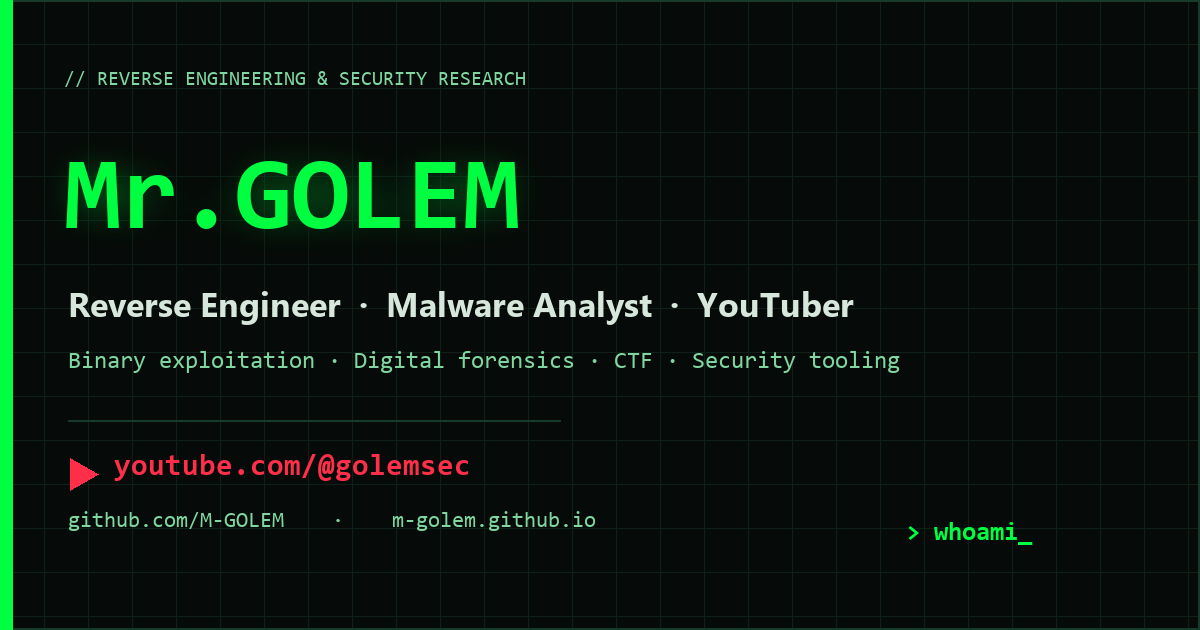 // REVERSE ENGINEERING & SECURITY RESEARCH
Mr.GOLEM
Reverse Engineer · Malware Analyst · YouTuber
Binary exploitation · Digital forensics · CTF · Security tooling
youtube.com/@golemsec
github.com/M-GOLEM · m-golem.github.io
> whoami_